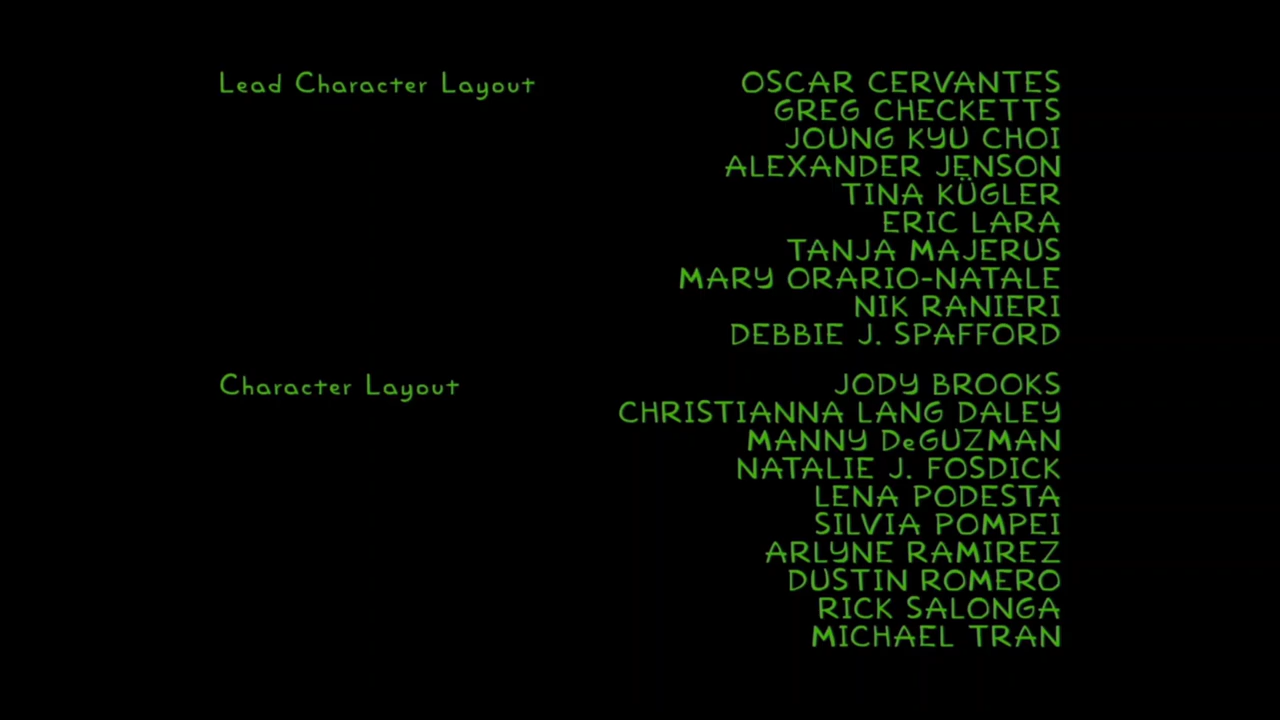 Lead Character Layout OSCAR CERVANTES
GREG CHECKETTS
JOUNG KYU CHOI
ALEXANDER JENSON
TINA KÜGLER
ERIC LARA
TANJA MAJERUS
MARY ORARIO-NATALE
NIK RANIERI
DEBBIE J. SPAFFORD
Character Layout JODY BROOKS
CHRISTIANNA LANG DALEY
MANNY DeGUZMAN
NATALIE J. FOSDICK
LENA PODESTA
SILVIA POMPEI
ARLYNE RAMIREZ
DUSTIN ROMERO
RICK SALONGA
MICHAEL TRAN